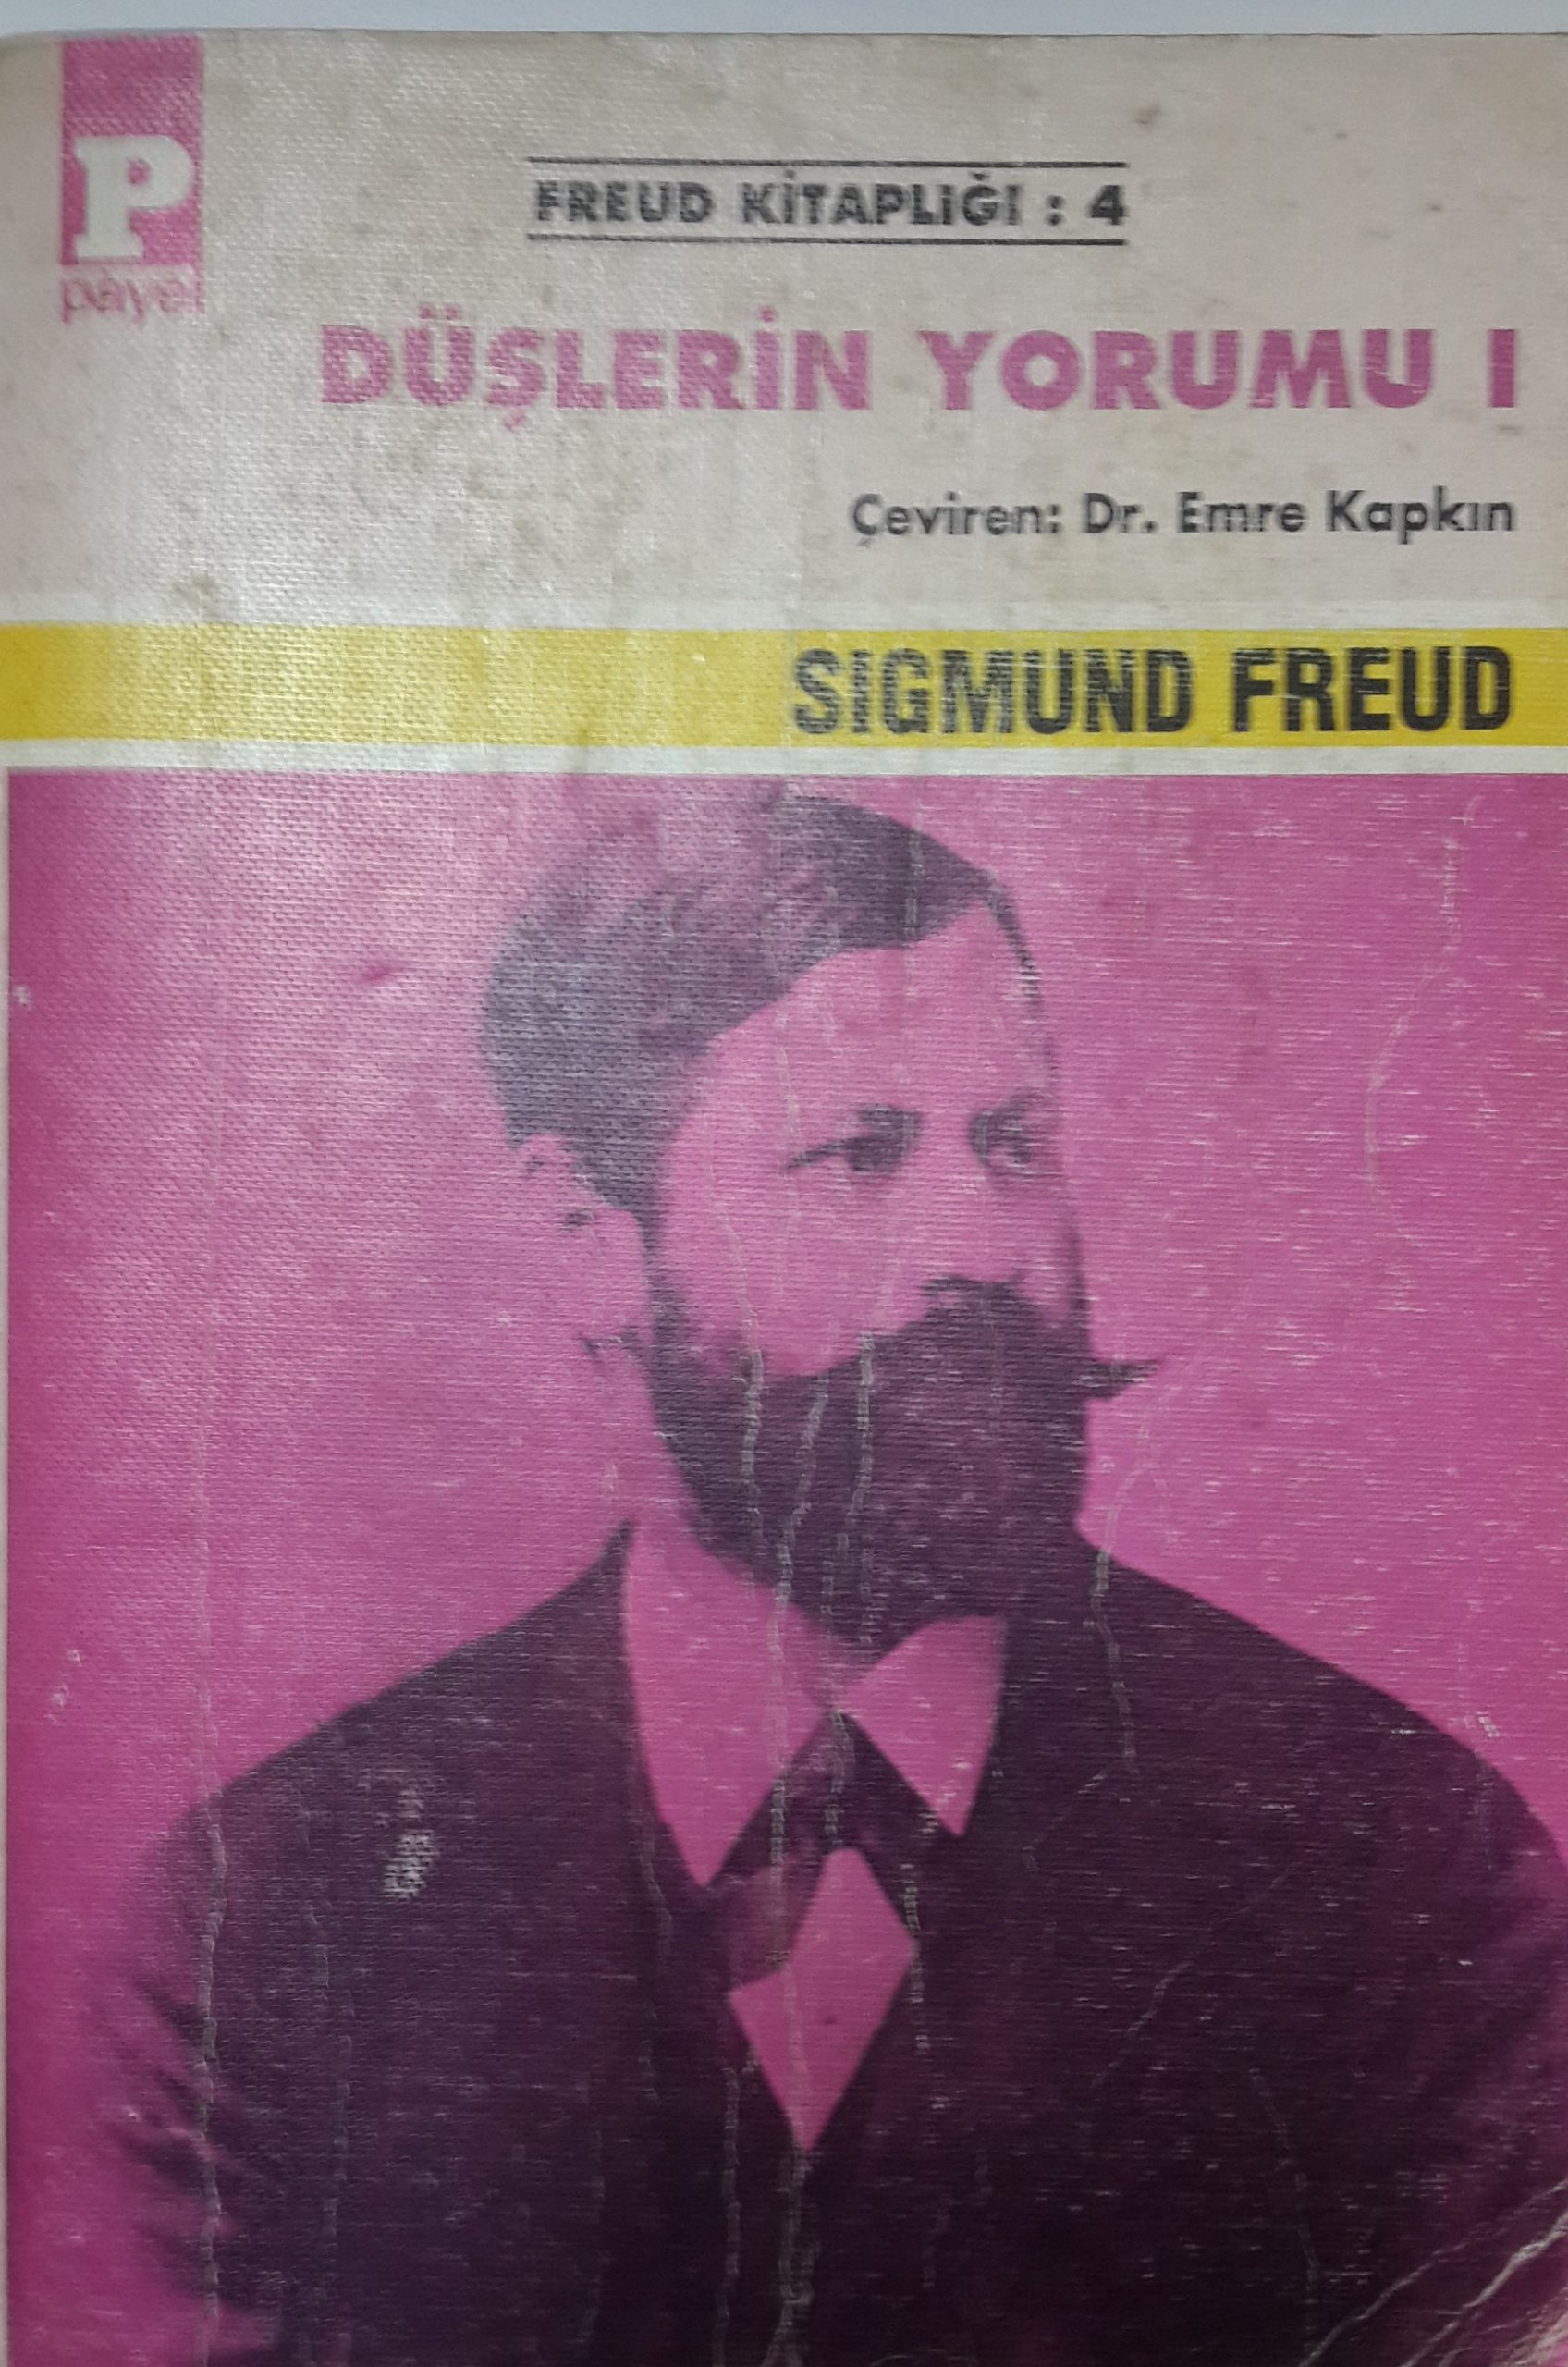 P
payel
FREUD KİTAPLIĞI : 4
DÜŞLERİN YORUMU I
Çeviren: Dr. Emre Kapkın
SIGMUND FREUD